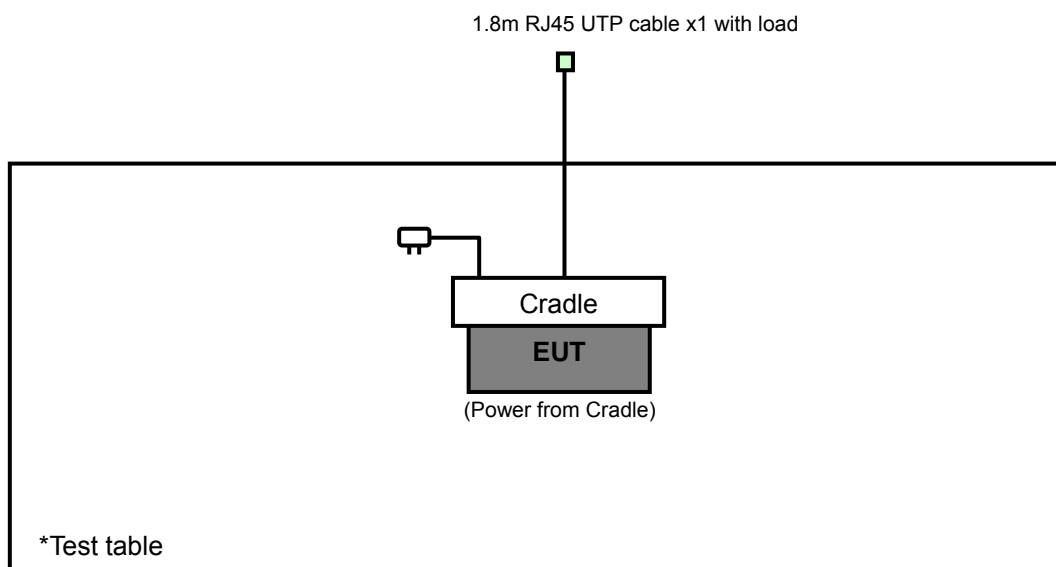 1.8m RJ45 UTP cable x1 with load
Cradle
EUT
(Power from Cradle)
*Test table